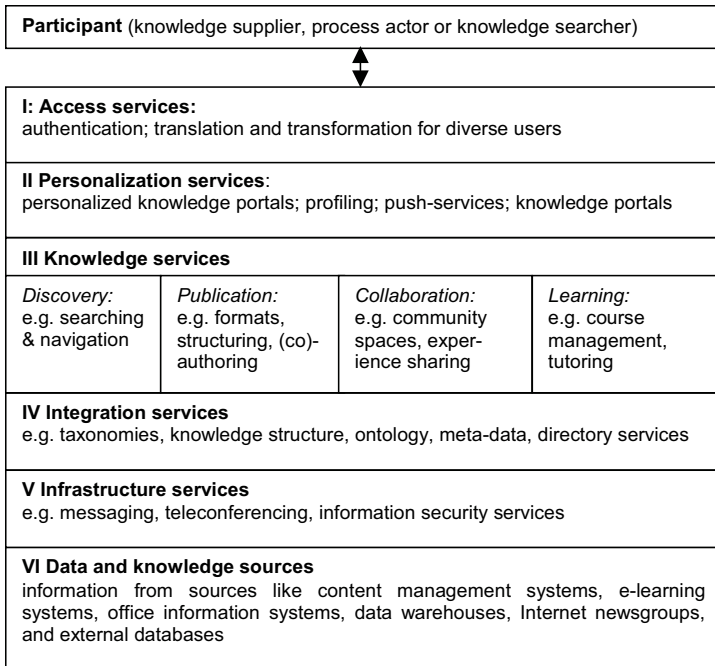 Participant (knowledge supplier, process actor or knowledge searcher)
I: Access services:
authentication; translation and transformation for diverse users
II Personalization services:
personalized knowledge portals; profiling; push-services; knowledge portals
III Knowledge services
Discovery:
e.g. searching
& navigation
Publication:
e.g. formats,
structuring, (co)-
authoring
Collaboration:
e.g. community
spaces, exper-
ience sharing
Learning:
e.g. course
management,
tutoring
IV Integration services
e.g. taxonomies, knowledge structure, ontology, meta-data, directory services
V Infrastructure services
e.g. messaging, teleconferencing, information security services
VI Data and knowledge sources
information from sources like content management systems, e-learning
systems, office information systems, data warehouses, Internet newsgroups,
and external databases